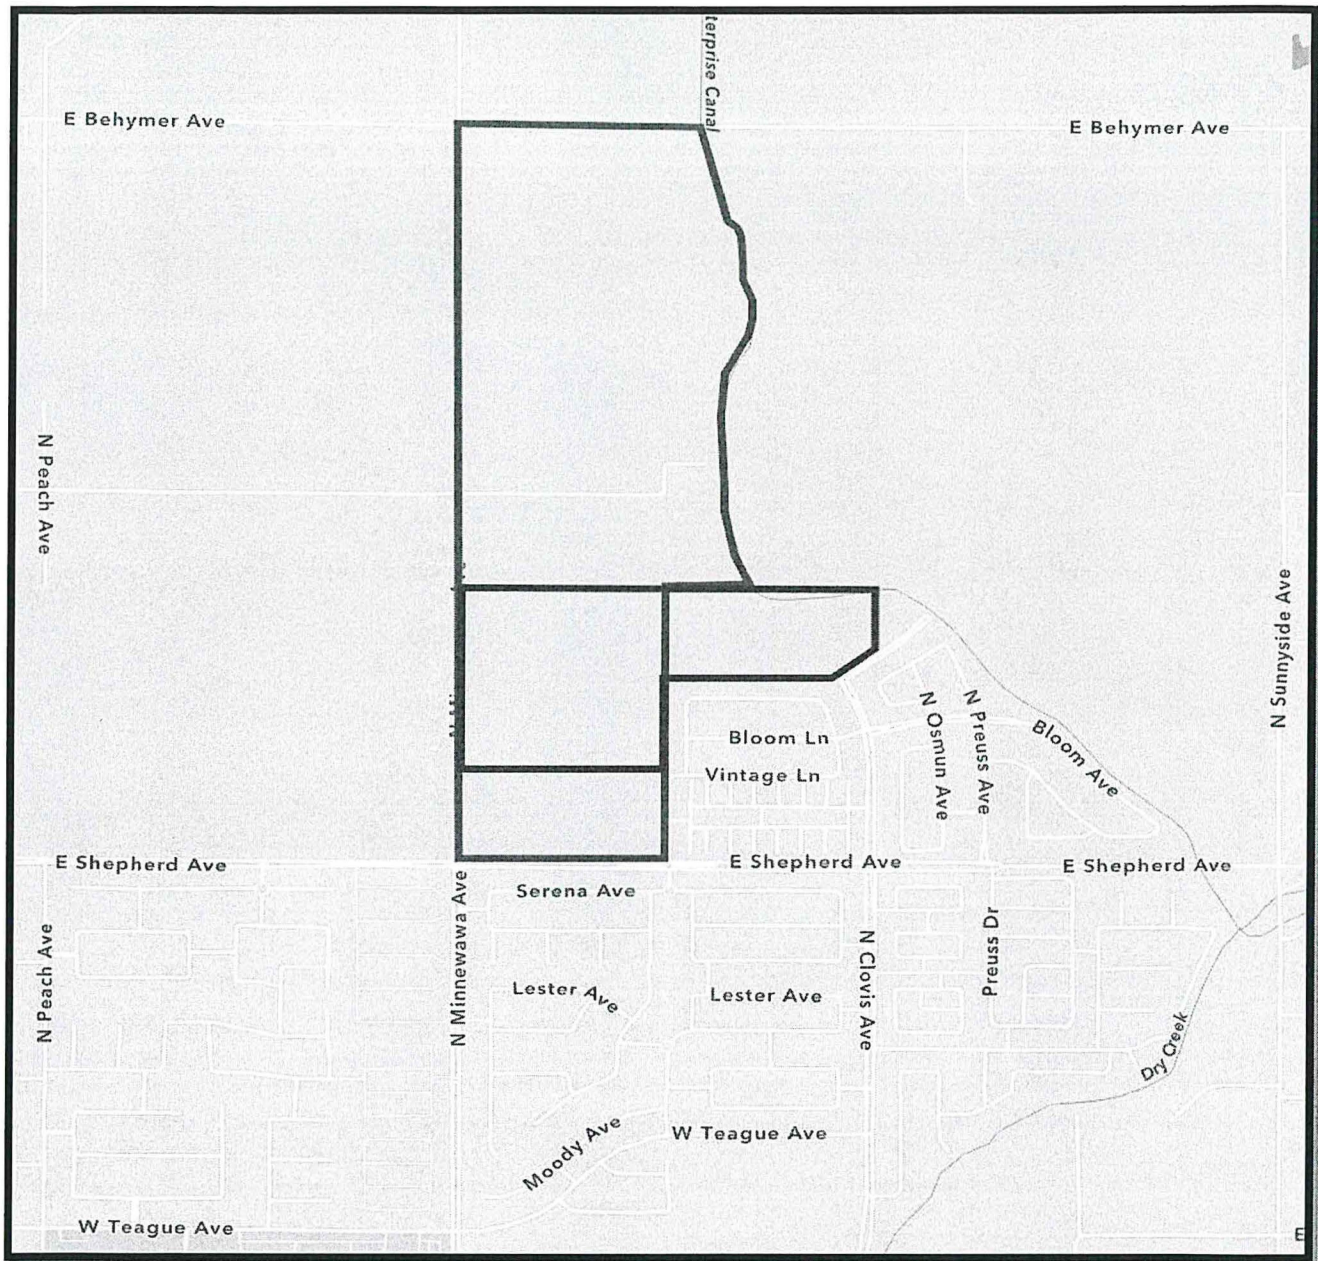 terprise Canal
E Behymer Ave
E Behymer Ave
N Peach Ave
N Sunnyside Ave
N Osmun Ave
N Preuss Ave
Bloom Ave
Bloom Ln
Vintage Ln
E Shepherd Ave
E Shepherd Ave
E Shepherd Ave
Serena Ave
N Peach Ave
N Minnewawa Ave
N Clovis Ave
Preuss Dr
Lester Ave
Lester Ave
Dry Creek
Moody Ave
W Teague Ave
W Teague Ave
E